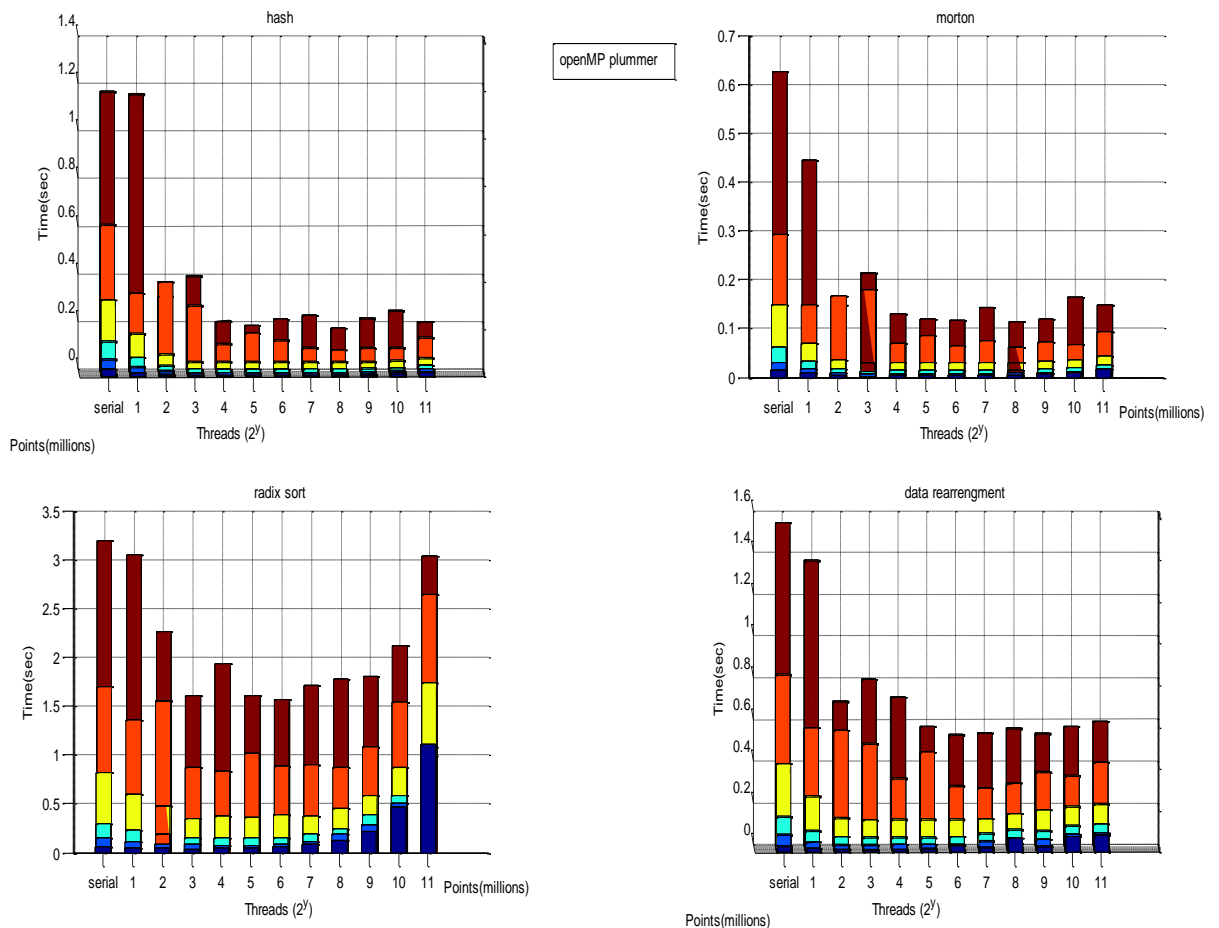 hash
1.4
1.2
1
0.8
0.6
0.4
0.2
0
Time(sec)
serial 1 2 3 4 5 6 7 8 9 10 11
Threads (2^y)
Points(millions)
openMP plummer
morton
0.7
0.6
0.5
0.4
0.3
0.2
0.1
0
Time(sec)
serial 1 2 3 4 5 6 7 8 9 10 11
Points(millions)
Threads (2^y)
radix sort
3.5
3
2.5
2
1.5
1
0.5
0
Time(sec)
serial 1 2 3 4 5 6 7 8 9 10 11
Points(millions)
Threads (2^y)
data rearrengment
1.6
1.4
1.2
1
0.8
0.6
0.4
0.2
0
Time(sec)
serial 1 2 3 4 5 6 7 8 9 10 11
Threads (2^y)
Points(millions)